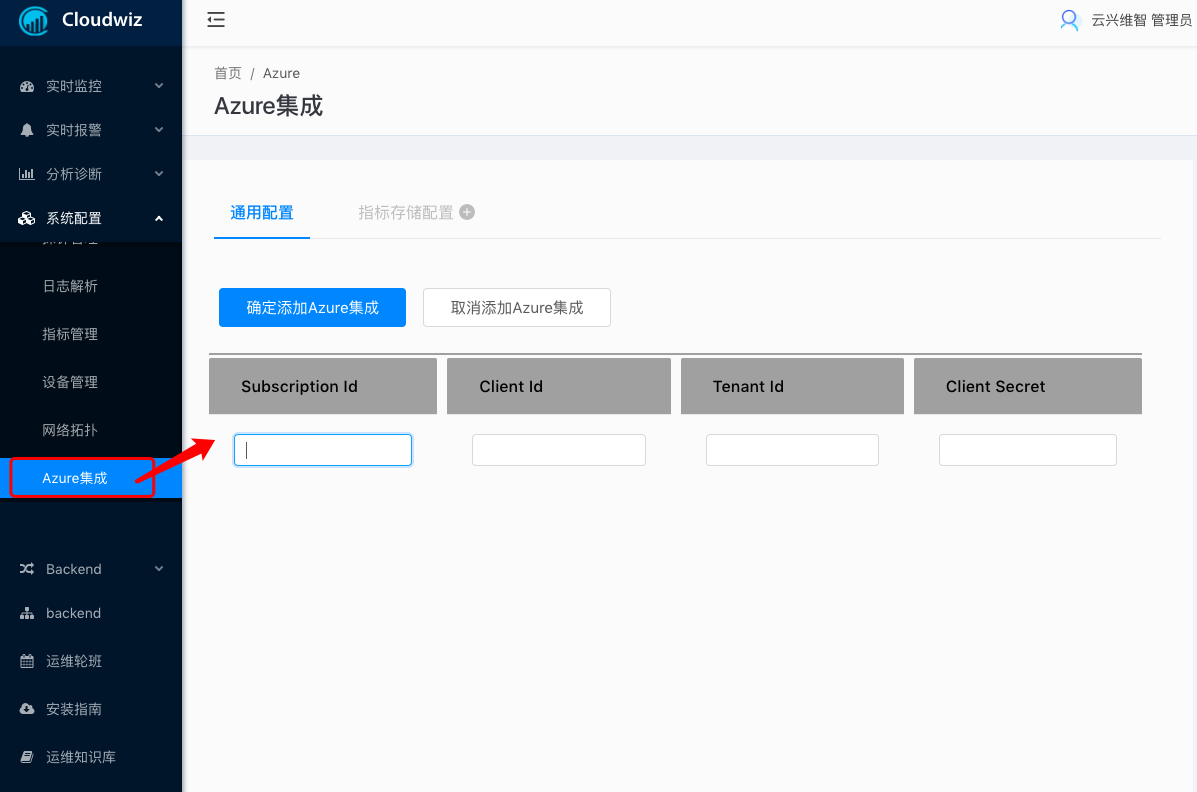 Cloudwiz
云兴维智 管理员
实时监控
实时报警
分析诊断
系统配置
日志解析
指标管理
设备管理
网络拓扑
Azure集成
Backend
backend
运维轮班
安装指南
运维知识库
首页 / Azure
Azure集成
通用配置 指标存储配置
确定添加Azure集成 取消添加Azure集成
Subscription Id Client Id Tenant Id Client Secret